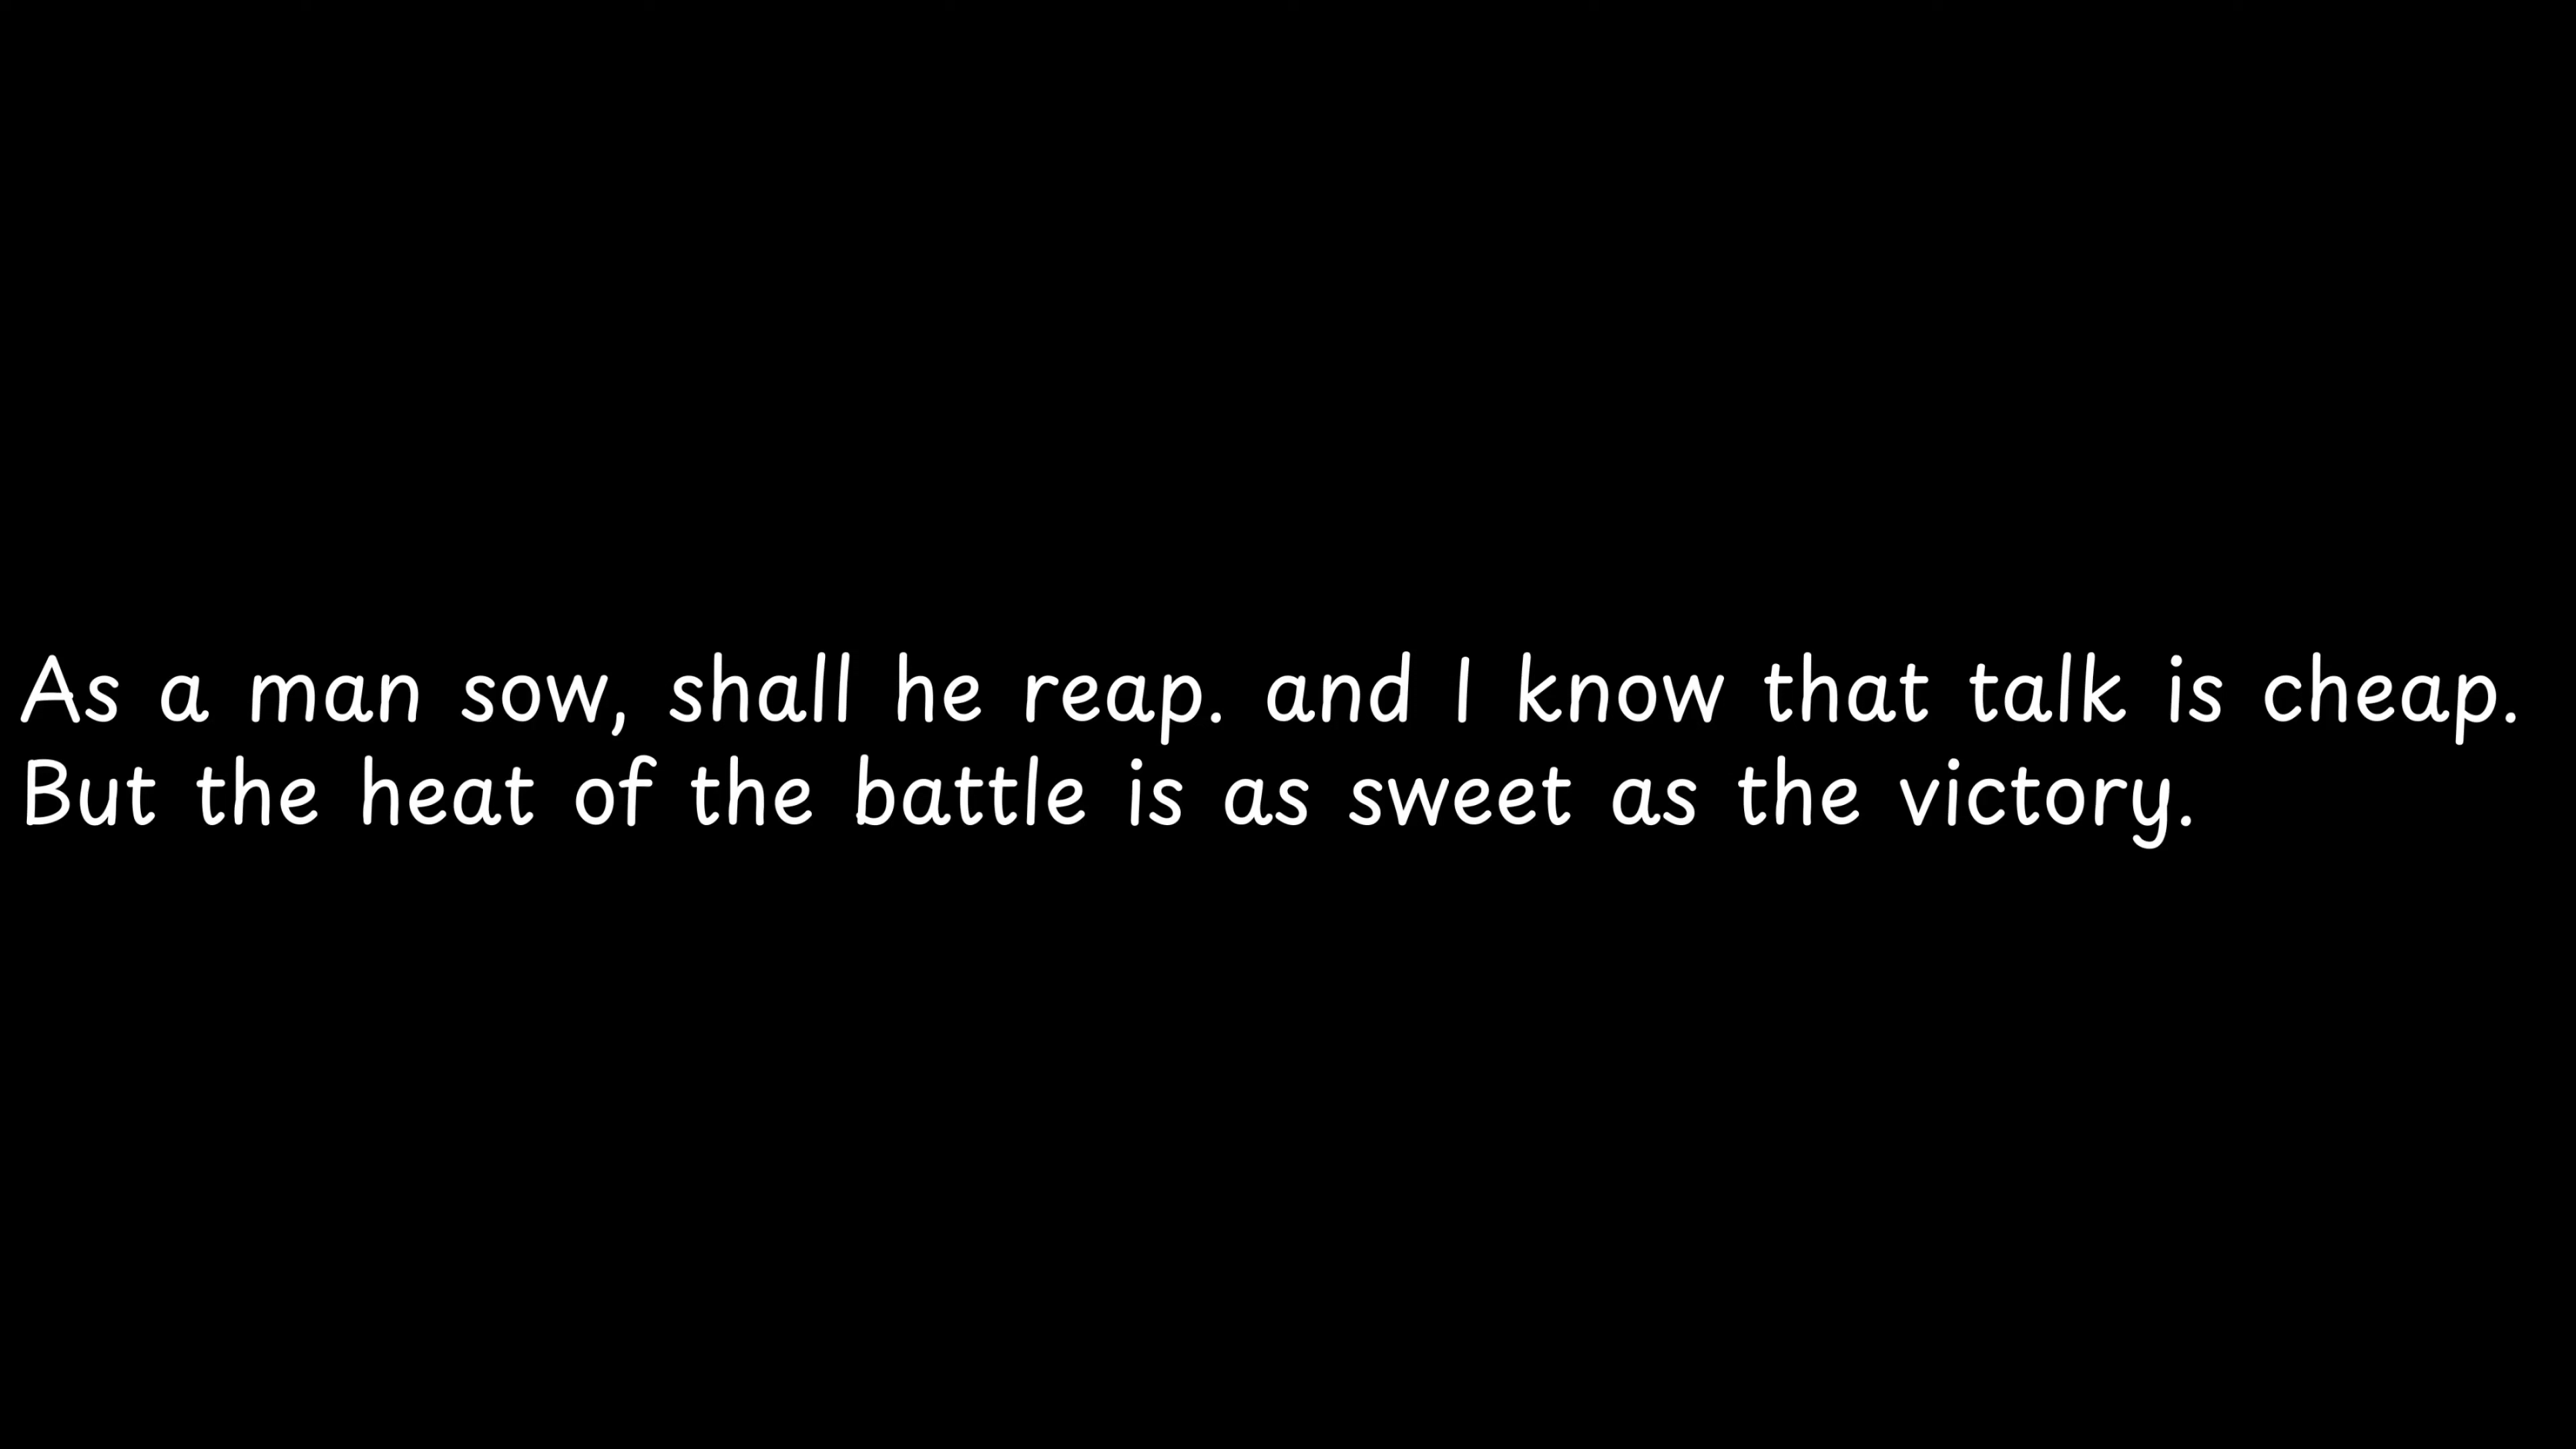 As a man sow, shall he reap. and I know that talk is cheap.
But the heat of the battle is as sweet as the victory.